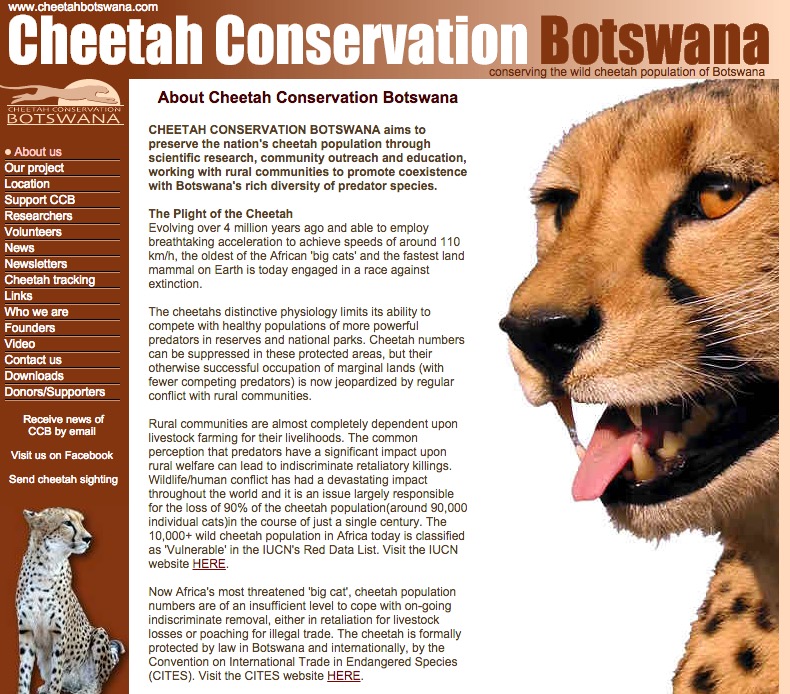 www.cheetahbotswana.com
Cheetah Conservation Botswana
conserving the wild cheetah population of Botswana
CHEETAH CONSERVATION
BOTSWANA
About us
Our project
Location
Support CCB
Researchers
Volunteers
News
Newsletters
Cheetah tracking
Links
Who we are
Founders
Video
Contact us
Downloads
Donors/Supporters
Receive news of
CCB by email
Visit us on Facebook
Send cheetah sighting
About Cheetah Conservation Botswana
CHEETAH CONSERVATION BOTSWANA aims to
preserve the nation's cheetah population through
scientific research, community outreach and education,
working with rural communities to promote coexistence
with Botswana's rich diversity of predator species.
The Plight of the Cheetah
Evolving over 4 million years ago and able to employ
breathtaking acceleration to achieve speeds of around 110
km/h, the oldest of the African 'big cats' and the fastest land
mammal on Earth is today engaged in a race against
extinction.
The cheetahs distinctive physiology limits its ability to
compete with healthy populations of more powerful
predators in reserves and national parks. Cheetah numbers
can be suppressed in these protected areas, but their
otherwise successful occupation of marginal lands (with
fewer competing predators) is now jeopardized by regular
conflict with rural communities.
Rural communities are almost completely dependent upon
livestock farming for their livelihoods. The common
perception that predators have a significant impact upon
rural welfare can lead to indiscriminate retaliatory killings.
Wildlife/human conflict has had a devastating impact
throughout the world and it is an issue largely responsible
for the loss of 90% of the cheetah population(around 90,000
individual cats)in the course of just a single century. The
10,000+ wild cheetah population in Africa today is classified
as 'Vulnerable' in the IUCN's Red Data List. Visit the IUCN
website HERE.
Now Africa's most threatened 'big cat', cheetah population
numbers are of an insufficient level to cope with on-going
indiscriminate removal, either in retaliation for livestock
losses or poaching for illegal trade. The cheetah is formally
protected by law in Botswana and internationally, by the
Convention on International Trade in Endangered Species
(CITES). Visit the CITES website HERE.